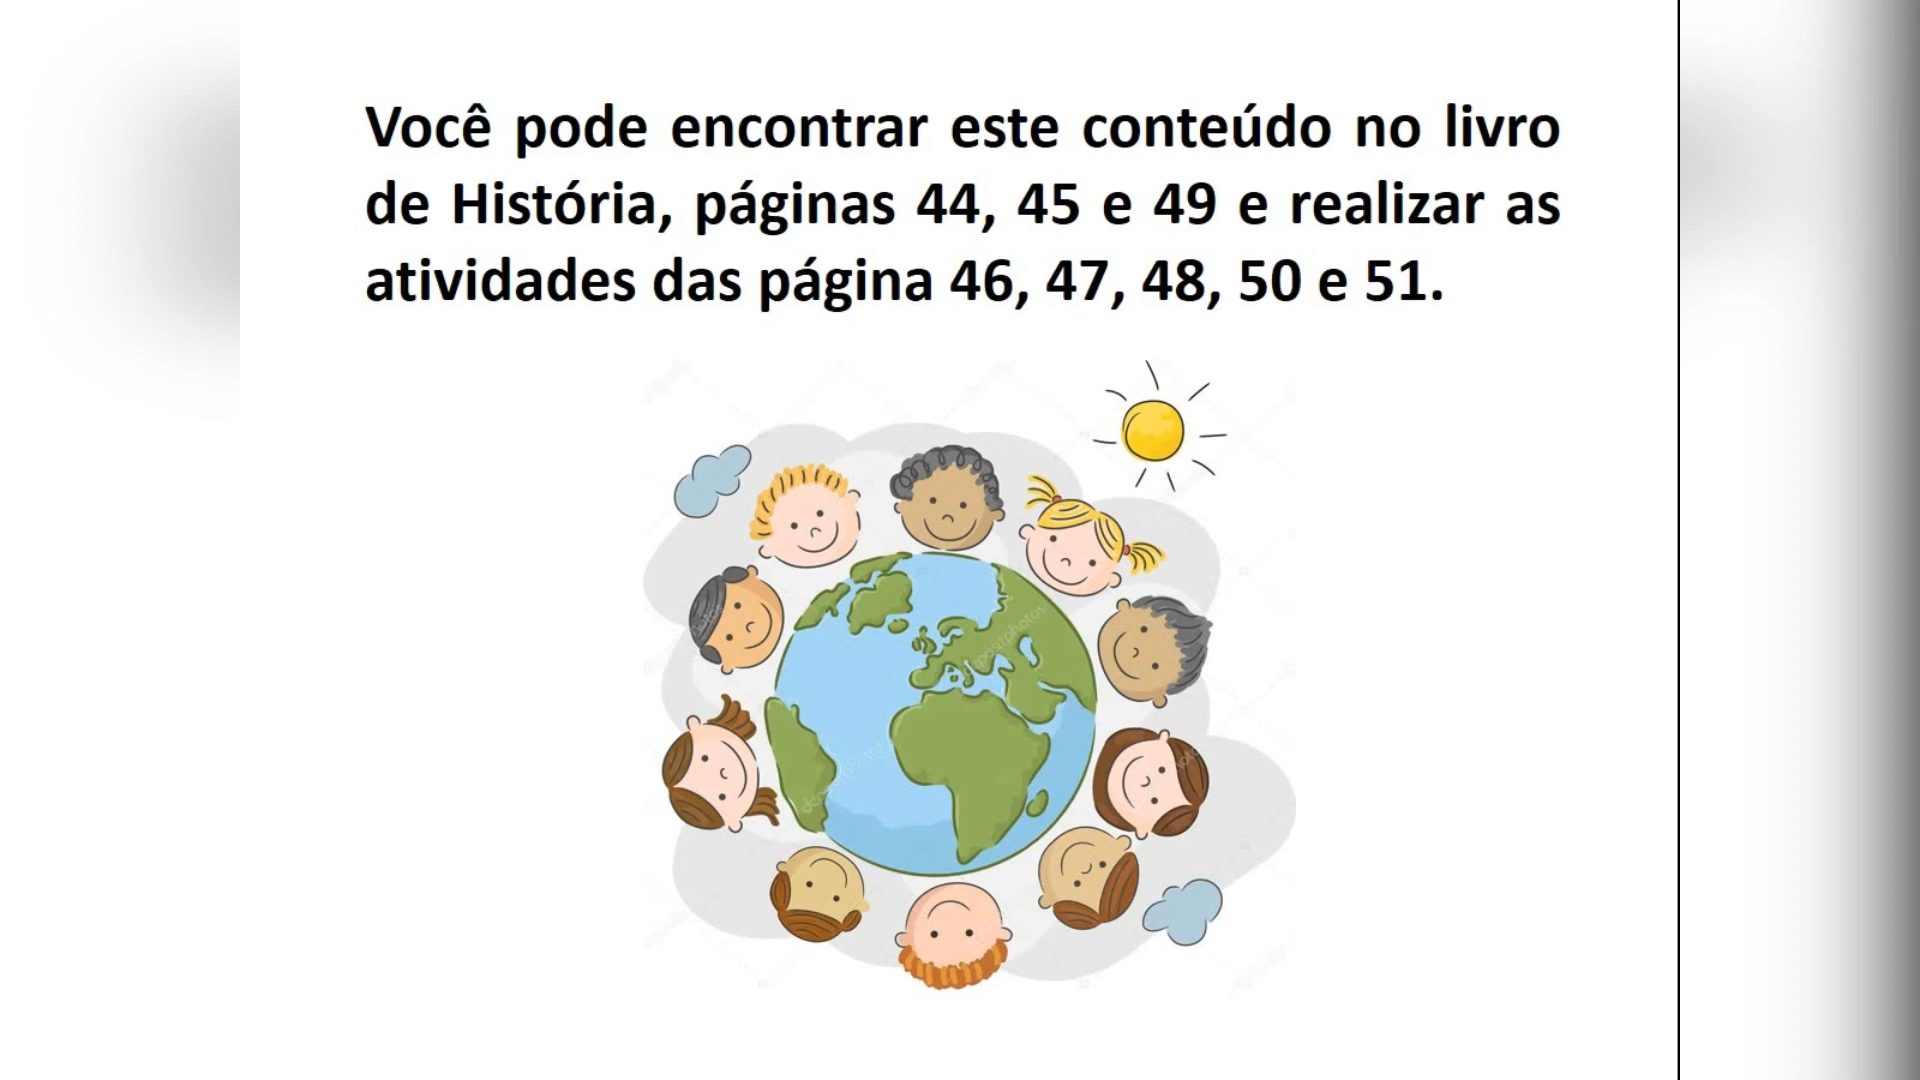 Você pode encontrar este conteúdo no livro
de História, páginas 44, 45 e 49 e realizar as
atividades das página 46, 47, 48, 50 e 51.
depositphotos